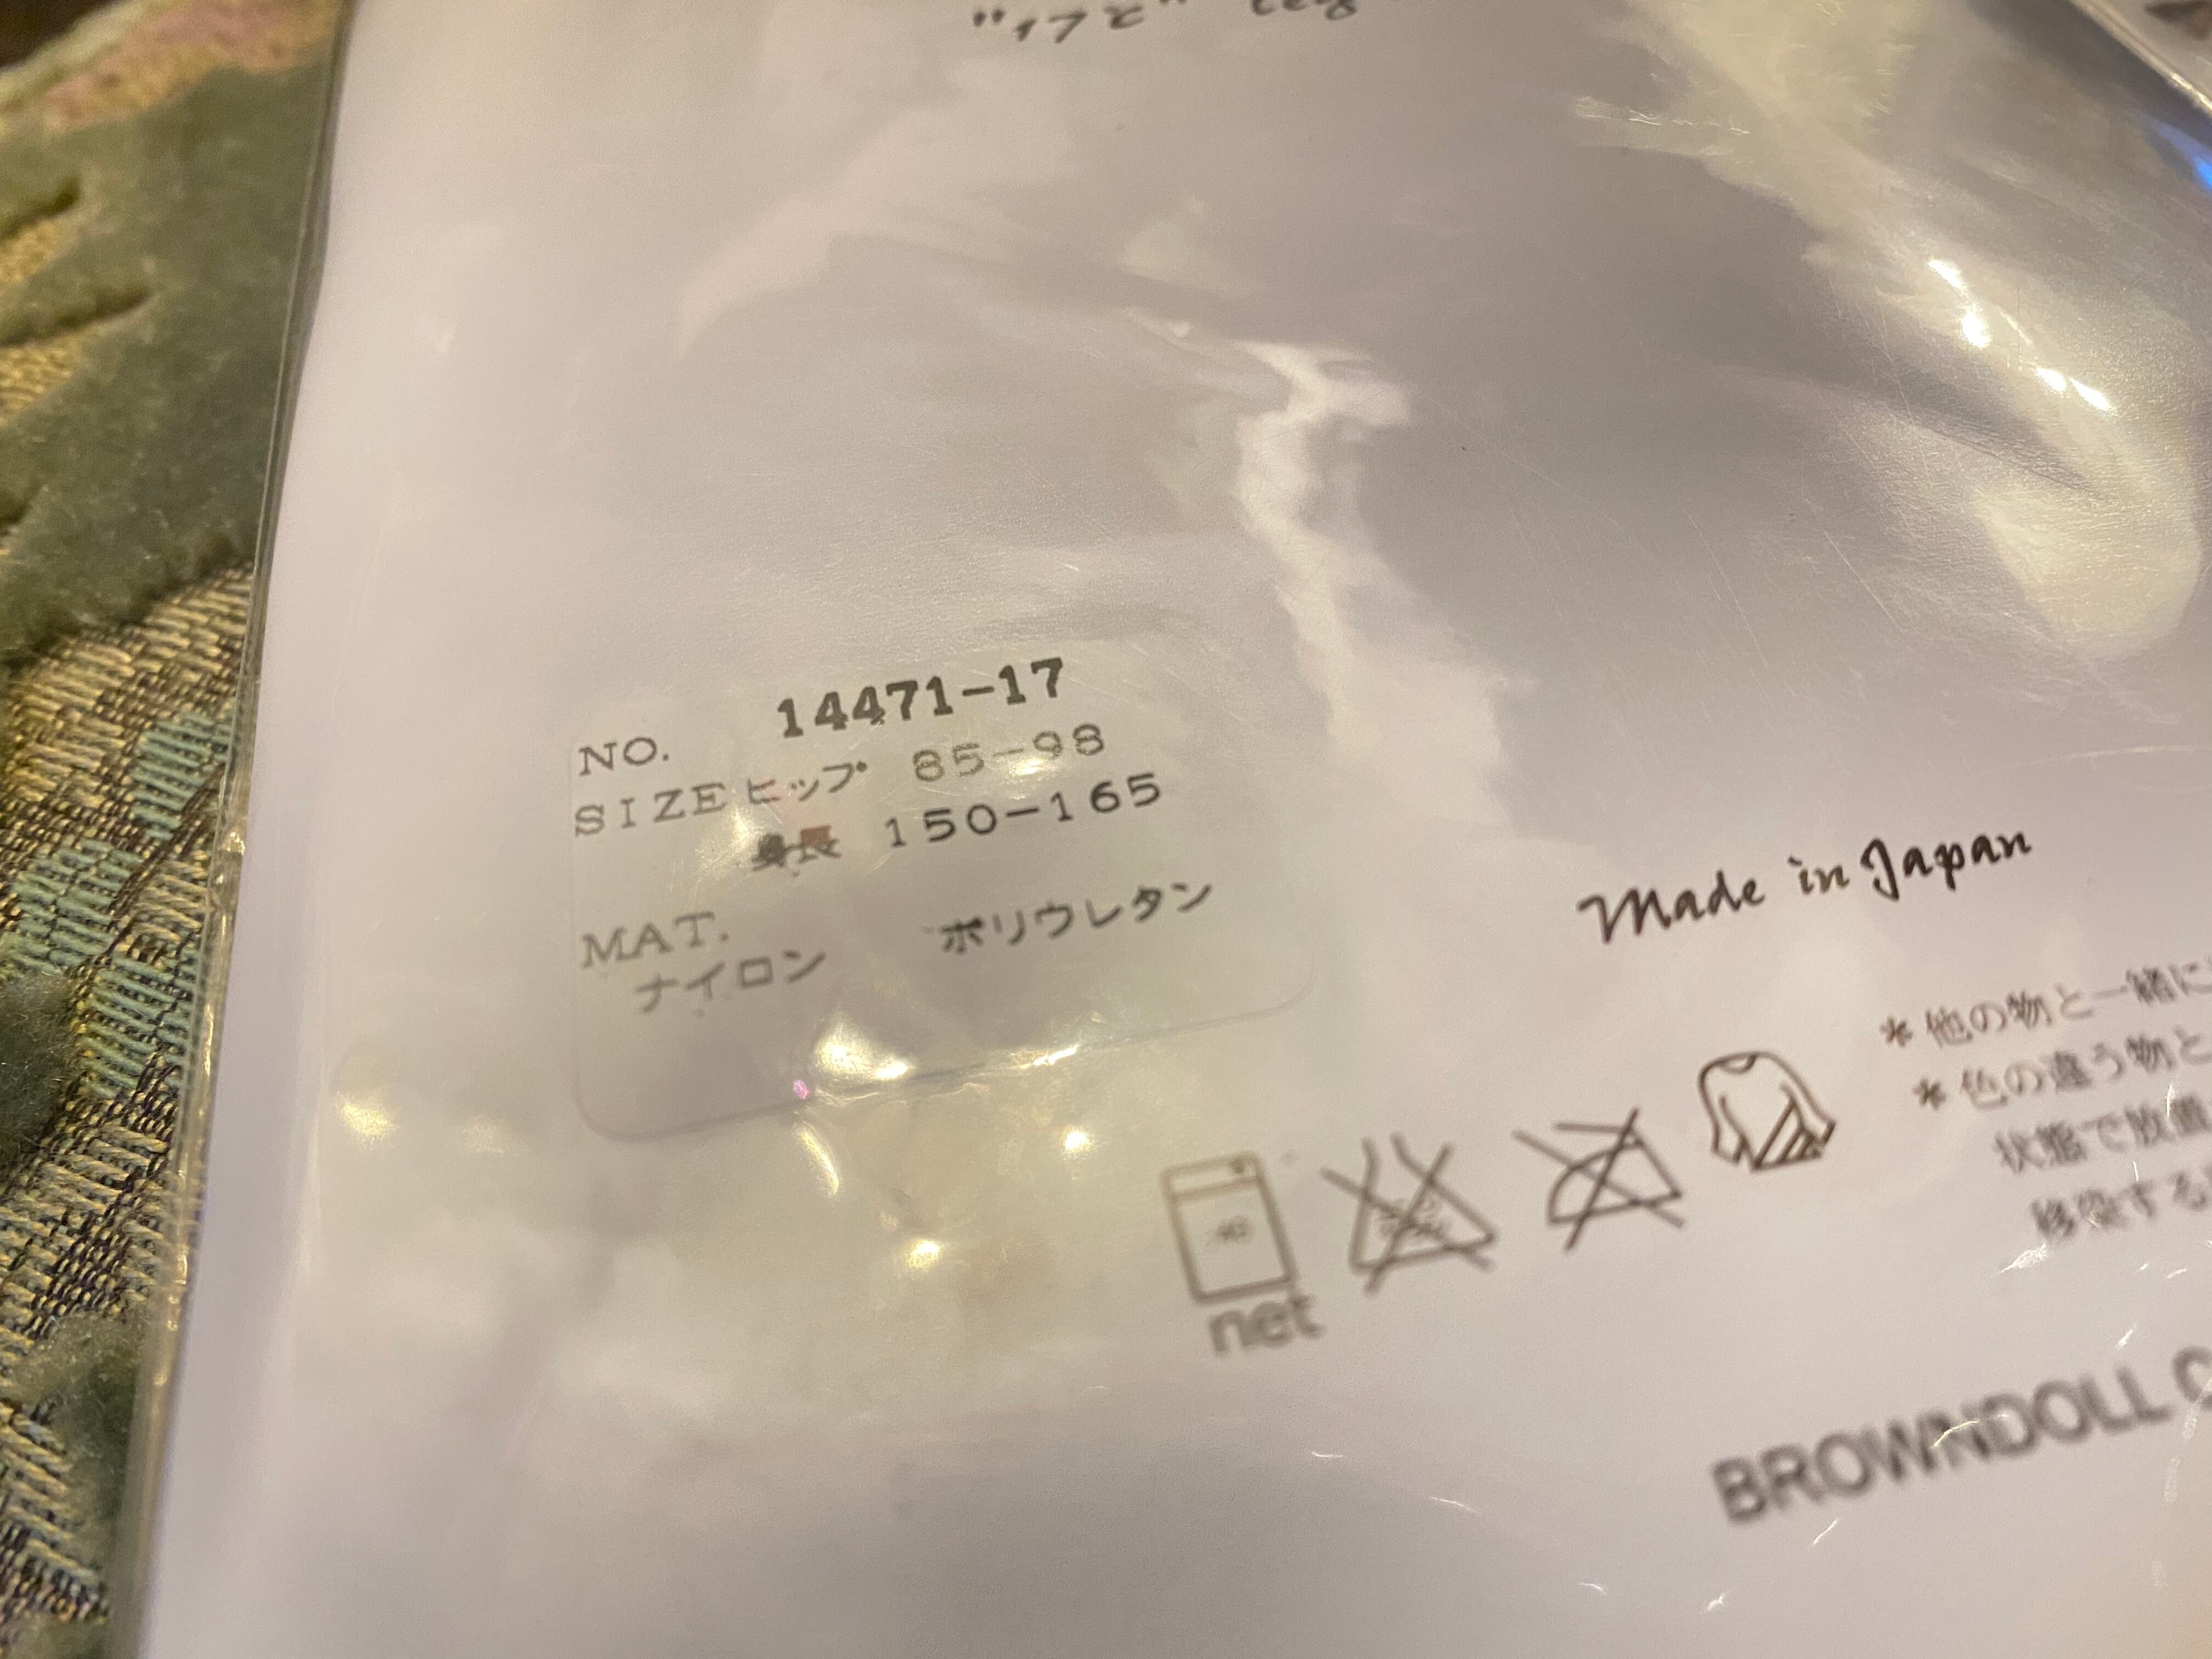 NO. 14471-17
SIZE ヒップ 85-98
身長 150-165
MAT.
ナイロン ポリウレタン
Made in Japan
* 他の物と一緒に
* 色の違う物と
状態で放置
移染する
net
BROWNDOLL C